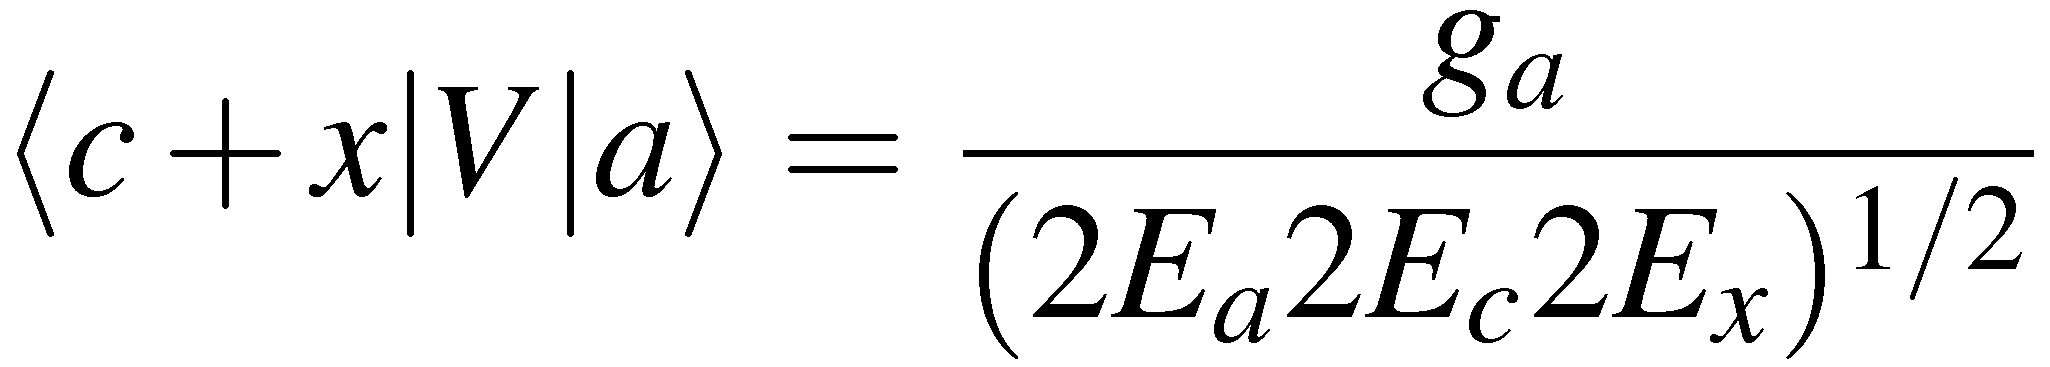 ⟨c + x|V|a⟩ = g_a / (2E_a 2E_c 2E_x)^{1/2}